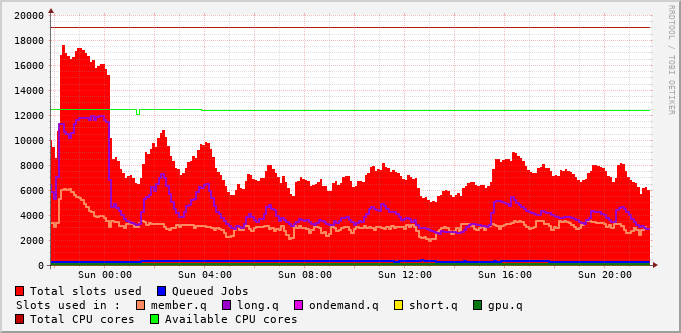 20000
18000
16000
14000
12000
10000
8000
6000
4000
2000
0
Sun 00:00 Sun 04:00 Sun 08:00 Sun 12:00 Sun 16:00 Sun 20:00
Total slots used Queued Jobs
Slots used in : member.q long.q ondemand.q short.q gpu.q
Total CPU cores Available CPU cores
RRDTOOL / TOBI OETIKER